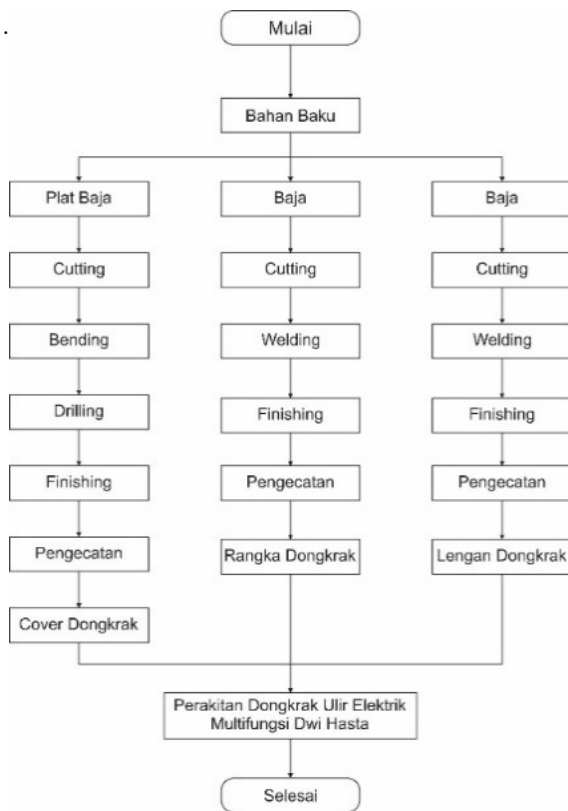 .
Mulai
Bahan Baku
Plat Baja
Cutting
Bending
Drilling
Finishing
Pengecatan
Cover Dongkrak
Baja
Cutting
Welding
Finishing
Pengecatan
Rangka Dongkrak
Baja
Cutting
Welding
Finishing
Pengecatan
Lengan Dongkrak
Perakitan Dongkrak Ulir Elektrik
Multifungsi Dwi Hasta
Selesai